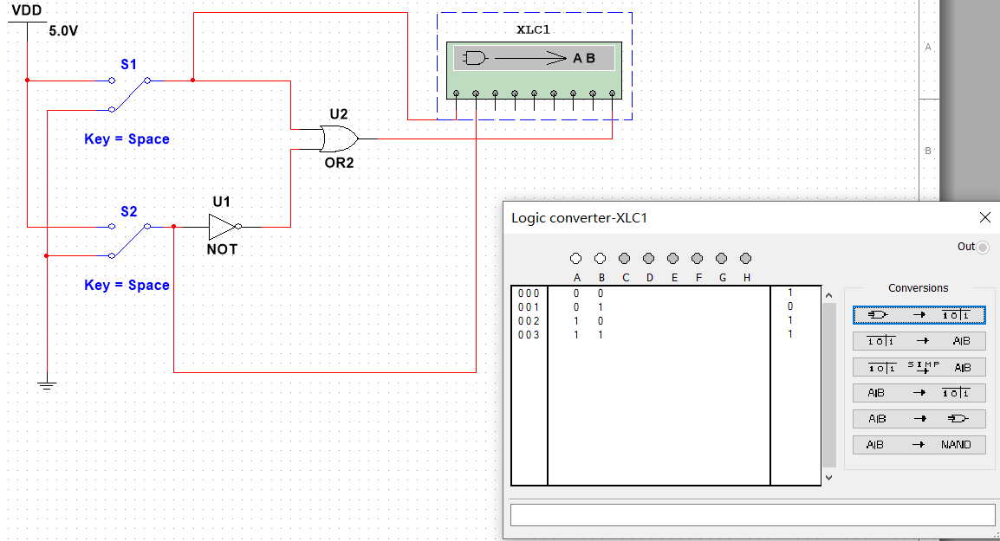 VDD
5.0V
S1
Key = Space
S2
Key = Space
U1
NOT
U2
OR2
XLC1
A B
A
B
Logic converter-XLC1
Out
A B C D E F G H
000 0 0 1
001 0 1 0
002 1 0 1
003 1 1 1
Conversions
1 0 1
1 0 1 A|B
1 0 1 SIMP A|B
A|B 1 0 1
A|B
A|B NAND